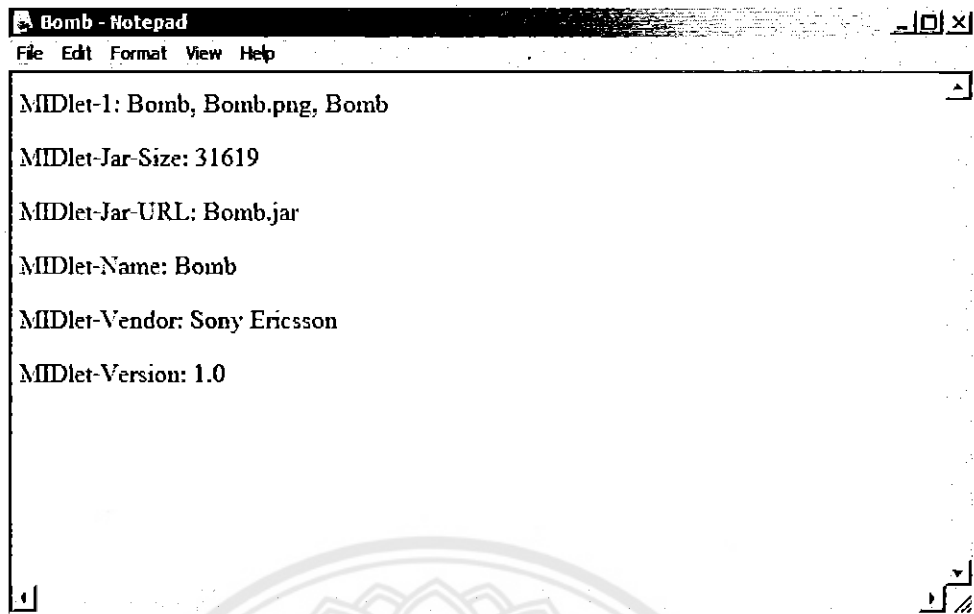 Bomb - Notepad
File Edit Format View Help
MIDlet-1: Bomb, Bomb.png, Bomb
MIDlet-Jar-Size: 31619
MIDlet-Jar-URL: Bomb.jar
MIDlet-Name: Bomb
MIDlet-Vendor: Sony Ericsson
MIDlet-Version: 1.0